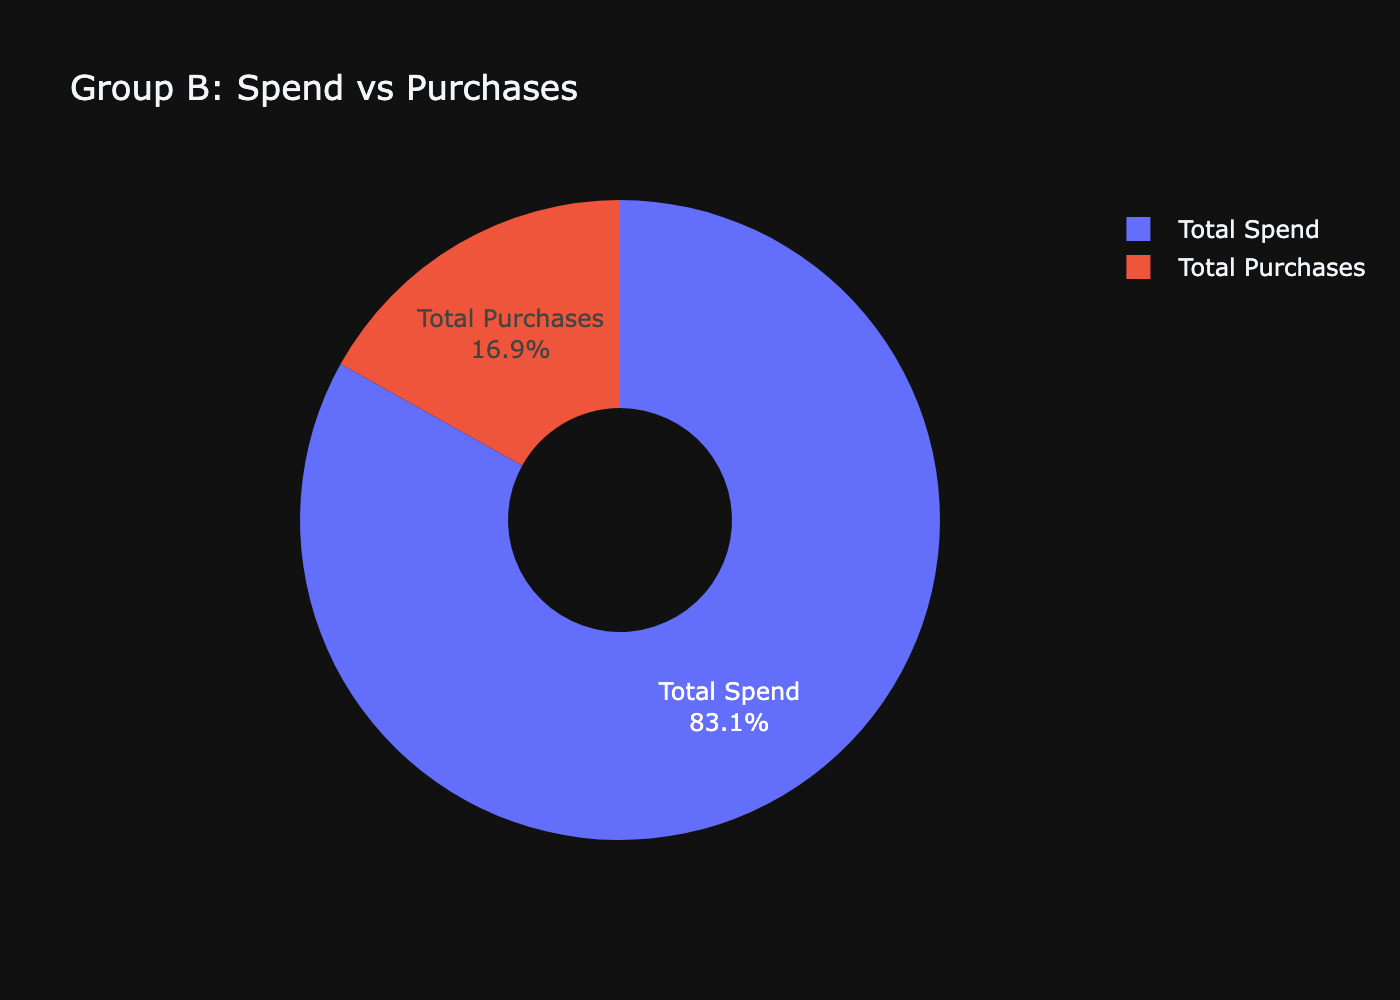 Group B: Spend vs Purchases
Total Spend
Total Purchases
Total Purchases
16.9%
Total Spend
83.1%